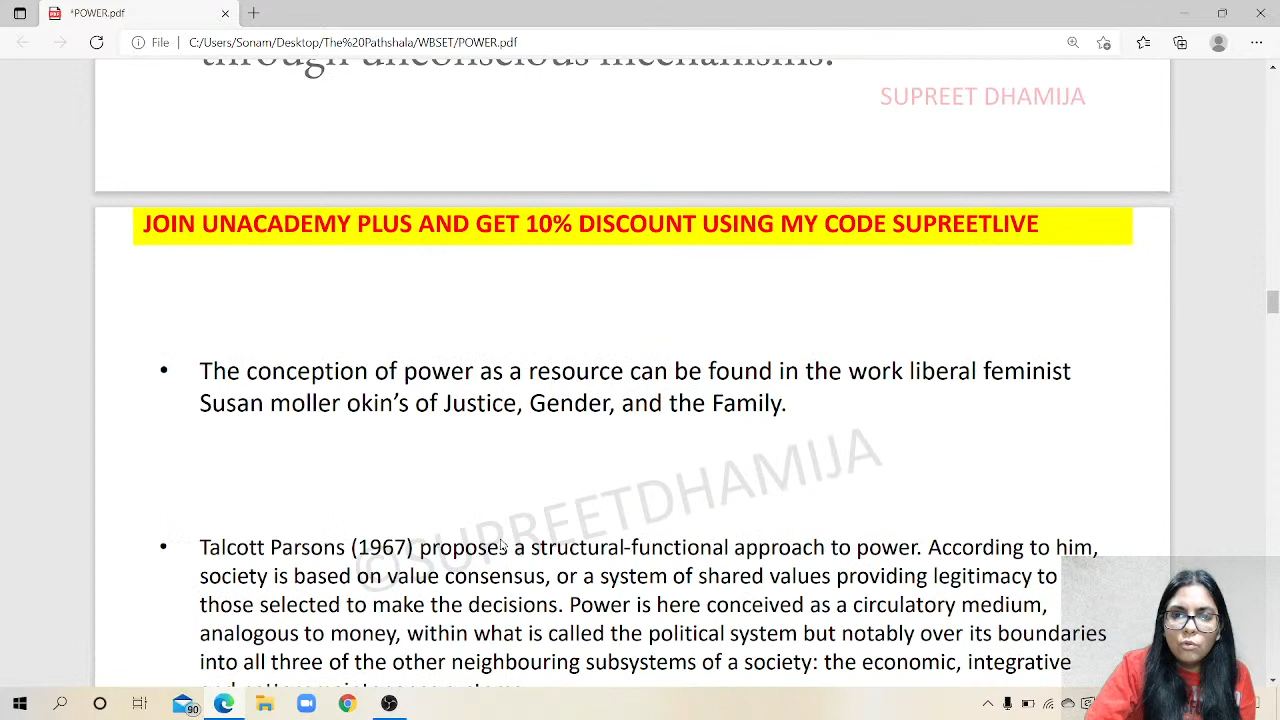 *POWER.pdf
File | C:/Users/Sonam/Desktop/The%20Pathshala/WBSET/POWER.pdf
through unconscious mechanisms.
SUPREET DHAMIJA
JOIN UNACADEMY PLUS AND GET 10% DISCOUNT USING MY CODE SUPREETLIVE
• The conception of power as a resource can be found in the work liberal feminist
Susan moller okin's of Justice, Gender, and the Family.
©SUPREETDHAMIJA
• Talcott Parsons (1967) proposes a structural-functional approach to power. According to him,
society is based on value consensus, or a system of shared values providing legitimacy to
those selected to make the decisions. Power is here conceived as a circulatory medium,
analogous to money, within what is called the political system but notably over its boundaries
into all three of the other neighbouring subsystems of a society: the economic, integrative
90